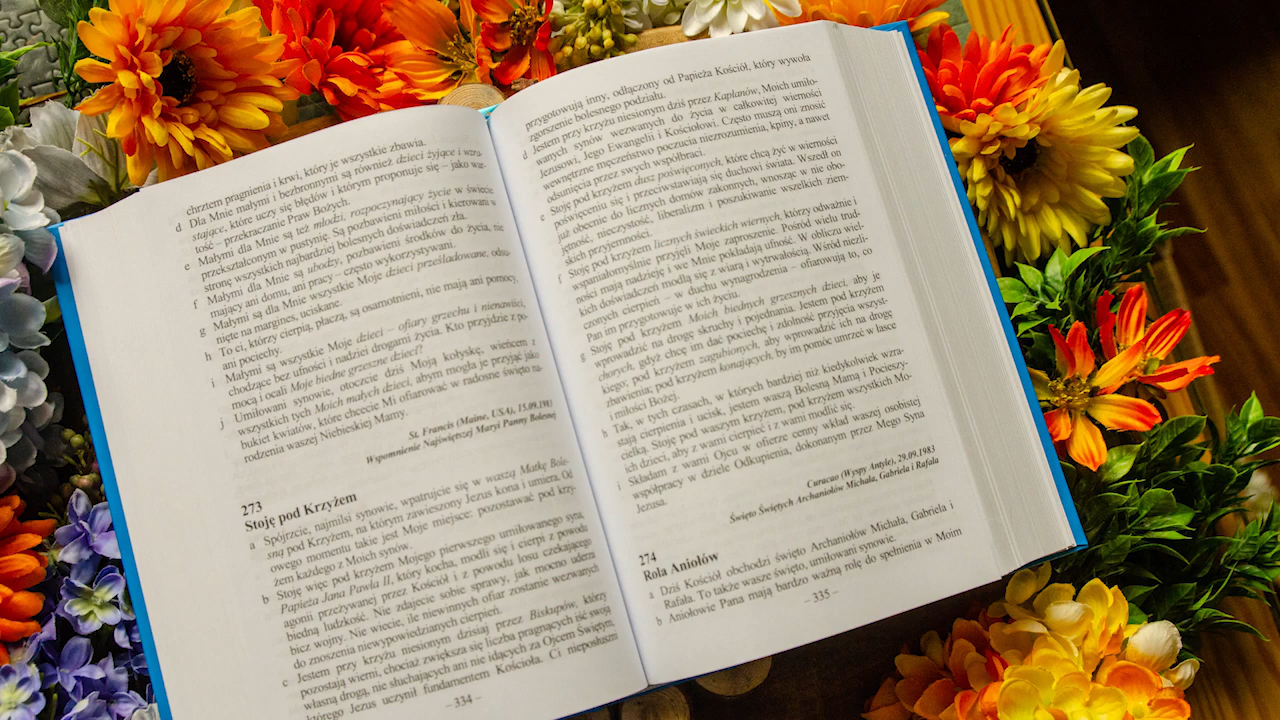 chrztem pragnienia i krwi, który je wszystkie zbawia.
d Dla Mnie małymi i bezbronnymi są również dzieci żyjące i wzra-
stające, które uczy się błędów i którym proponuje się – jako war-
tość – przekraczanie Praw Bożych.
e Małymi dla Mnie są też młodzi, rozpoczynający życie w świecie
przekształconym w pustynię. Są pozbawieni miłości i kierowani w
stronę wszystkich najbardziej bolesnych doświadczeń zła.
f Małymi dla Mnie są ubodzy, pozbawieni środków do życia, nie
mający ani domu, ani pracy – często wykorzystywani.
g Małymi są dla Mnie wszystkie Moje dzieci prześladowane, odsu-
nięte na margines, uciskane.
h To ci, którzy cierpią, płaczą, są osamotnieni, nie mają ani pomocy,
ani pociechy.
i Małymi są wszystkie Moje dzieci – ofiary grzechu i nienawiści,
chodzące bez ufności i nadziei drogami życia. Kto przyjdzie z po-
mocą i ocali Moje biedne grzeszne dzieci?
j Umiłowani synowie, otoczcie dziś Moją kołyskę, wieńcem z
wszystkich tych Moich małych dzieci, abym mogła je przyjąć jako
bukiet kwiatów, które chcecie Mi ofiarować w radosne święto na-
rodzenia waszej Niebieskiej Mamy.
St. Francis (Maine, USA), 15.09.1983
Wspomnienie Najświętszej Maryi Panny Bolesnej
273
Stoję pod Krzyżem
a Spójrzcie, najmilsi synowie, wpatrujcie się w waszą Matkę Bole-
sną pod Krzyżem, na którym zawieszony Jezus kona i umiera. Od
owego momentu takie jest Moje miejsce: pozostawać pod krzy-
żem każdego z Moich synów.
b Stoję więc pod krzyżem Mojego pierwszego umiłowanego syna,
Papieża Jana Pawła II, który kocha, modli się i cierpi z powodu
agonii przeżywanej przez Kościół i z powodu losu czekającego
biedną ludzkość. Nie zdajecie sobie sprawy, jak mocno uderza
bicz wojny. Nie wiecie, ile niewinnych ofiar zostanie wezwanych
do znoszenia niewypowiedzianych cierpień.
c Jestem przy krzyżu niesionym dzisiaj przez Biskupów, którzy
pozostają wierni, chociaż zwiększa się liczba pragnących iść swoją
własną drogą, nie słuchających ani nie idących za Ojcem Świętym,
którego Jezus uczynił fundamentem Kościoła. Ci nieposłuszni
– 334 –
przygotowują inny, odłączony od Papieża Kościół, który wywoła
zgorszenie bolesnego podziału.
d Jestem przy krzyżu niesionym dziś przez Kapłanów, Moich umiło-
wanych synów wezwanych do życia w całkowitej wierności
Jezusowi, Jego Ewangelii i Kościołowi. Często muszą oni znosić
wewnętrzne męczeństwo poczucia niezrozumienia, kpiny, a nawet
odsunięcia przez swych współbraci.
e Stoję pod krzyżem dusz poświęconych, które chcą żyć w wierności
poświęceniu się i przeciwstawiają się duchowi świata. Wszedł on
już obecnie do licznych domów zakonnych, wnosząc w nie obo-
jętność, nieczystość, liberalizm i poszukiwanie wszelkich ziem-
skich przyjemności.
f Stoję pod krzyżem licznych świeckich wiernych, którzy odważnie i
wspaniałomyślnie przyjęli Moje zaproszenie. Pośród wielu trud-
ności mają nadzieję i we Mnie pokładają ufność. W obliczu wiel-
kich doświadczeń modlą się z wiarą i wytrwałością. Wśród niezli-
czonych cierpień – w duchu wynagrodzenia – ofiarowują to, co
Pan im przygotowuje w ich życiu.
g Stoję pod krzyżem Moich biednych grzesznych dzieci, aby je
wprowadzić na drogę skruchy i pojednania. Jestem pod krzyżem
chorych, gdyż chcę im dać pociechę i zdolność przyjęcia wszyst-
kiego; pod krzyżem zagubionych, aby wprowadzić ich na drogę
zbawienia; pod krzyżem konających, by im pomóc umrzeć w łasce
i miłości Bożej.
h Tak, w tych czasach, w których bardziej niż kiedykolwiek wzra-
stają cierpienia i ucisk, jestem waszą Bolesną Mamą i Pocieszy-
cielką. Stoję pod waszym krzyżem, pod krzyżem wszystkich Mo-
ich dzieci, aby z wami cierpieć i z wami modlić się.
i Składam z wami Ojcu w ofierze cenny wkład waszej osobistej
współpracy w dziele Odkupienia, dokonanym przez Mego Syna
Jezusa.
Curacao (Wyspy Antyle), 29.09.1983
Święto Świętych Archaniołów Michała, Gabriela i Rafała
274
Rola Aniołów
a Dziś Kościół obchodzi święto Archaniołów Michała, Gabriela i
Rafała. To także wasze święto, umiłowani synowie.
b Aniołowie Pana mają bardzo ważną rolę do spełnienia w Moim
– 335 –